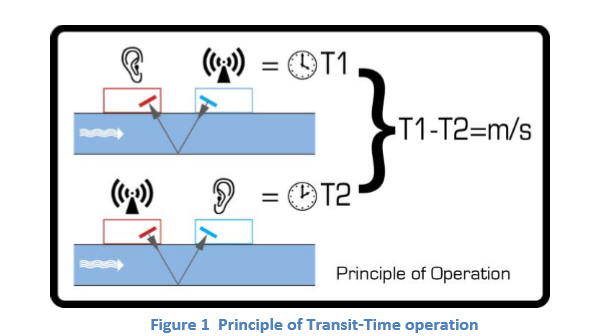 = T1
T1-T2=m/s
= T2
Principle of Operation
Figure 1 Principle of Transit-Time operation